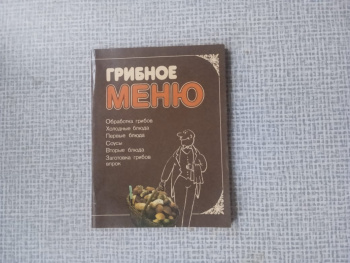 ГРИБНОЕ
МЕНЮ
Обработка грибов
Холодные блюда
Первые блюда
Соусы
Вторые блюда
Заготовка грибов
впрок